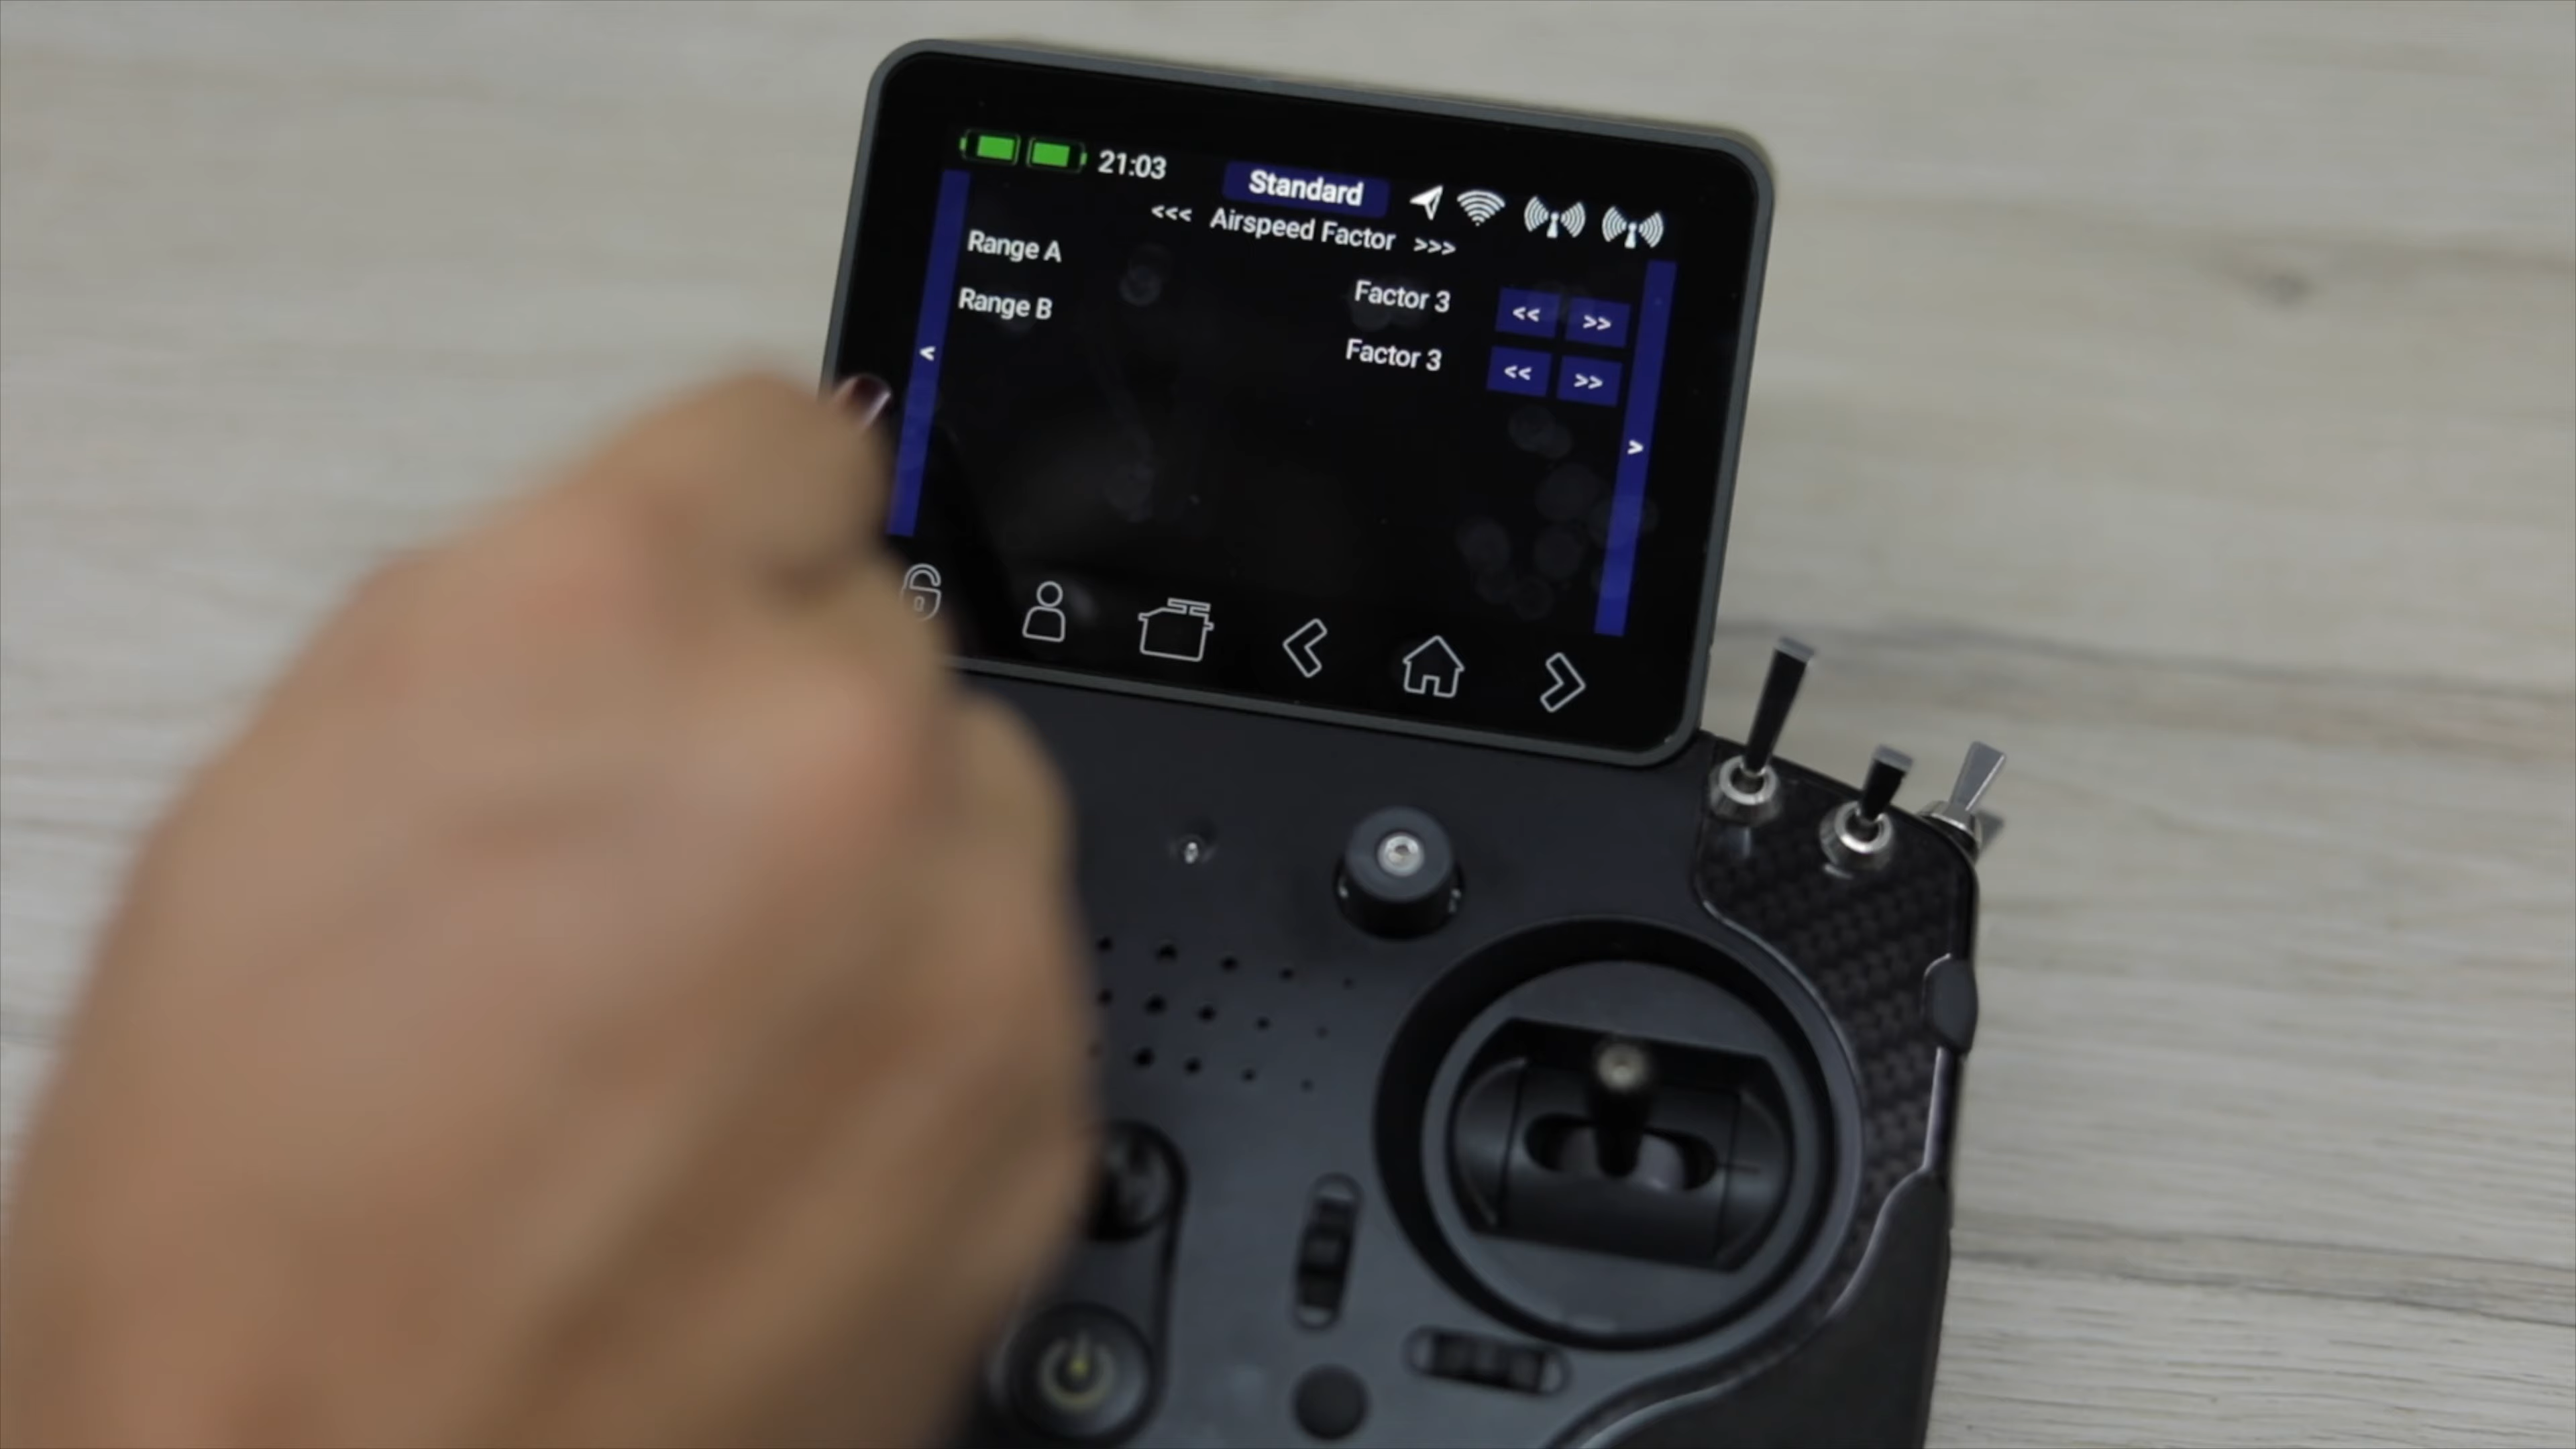 21:03 Standard
<<< Airspeed Factor >>>
Range A Factor 3 << >>
Range B Factor 3 << >>
< >